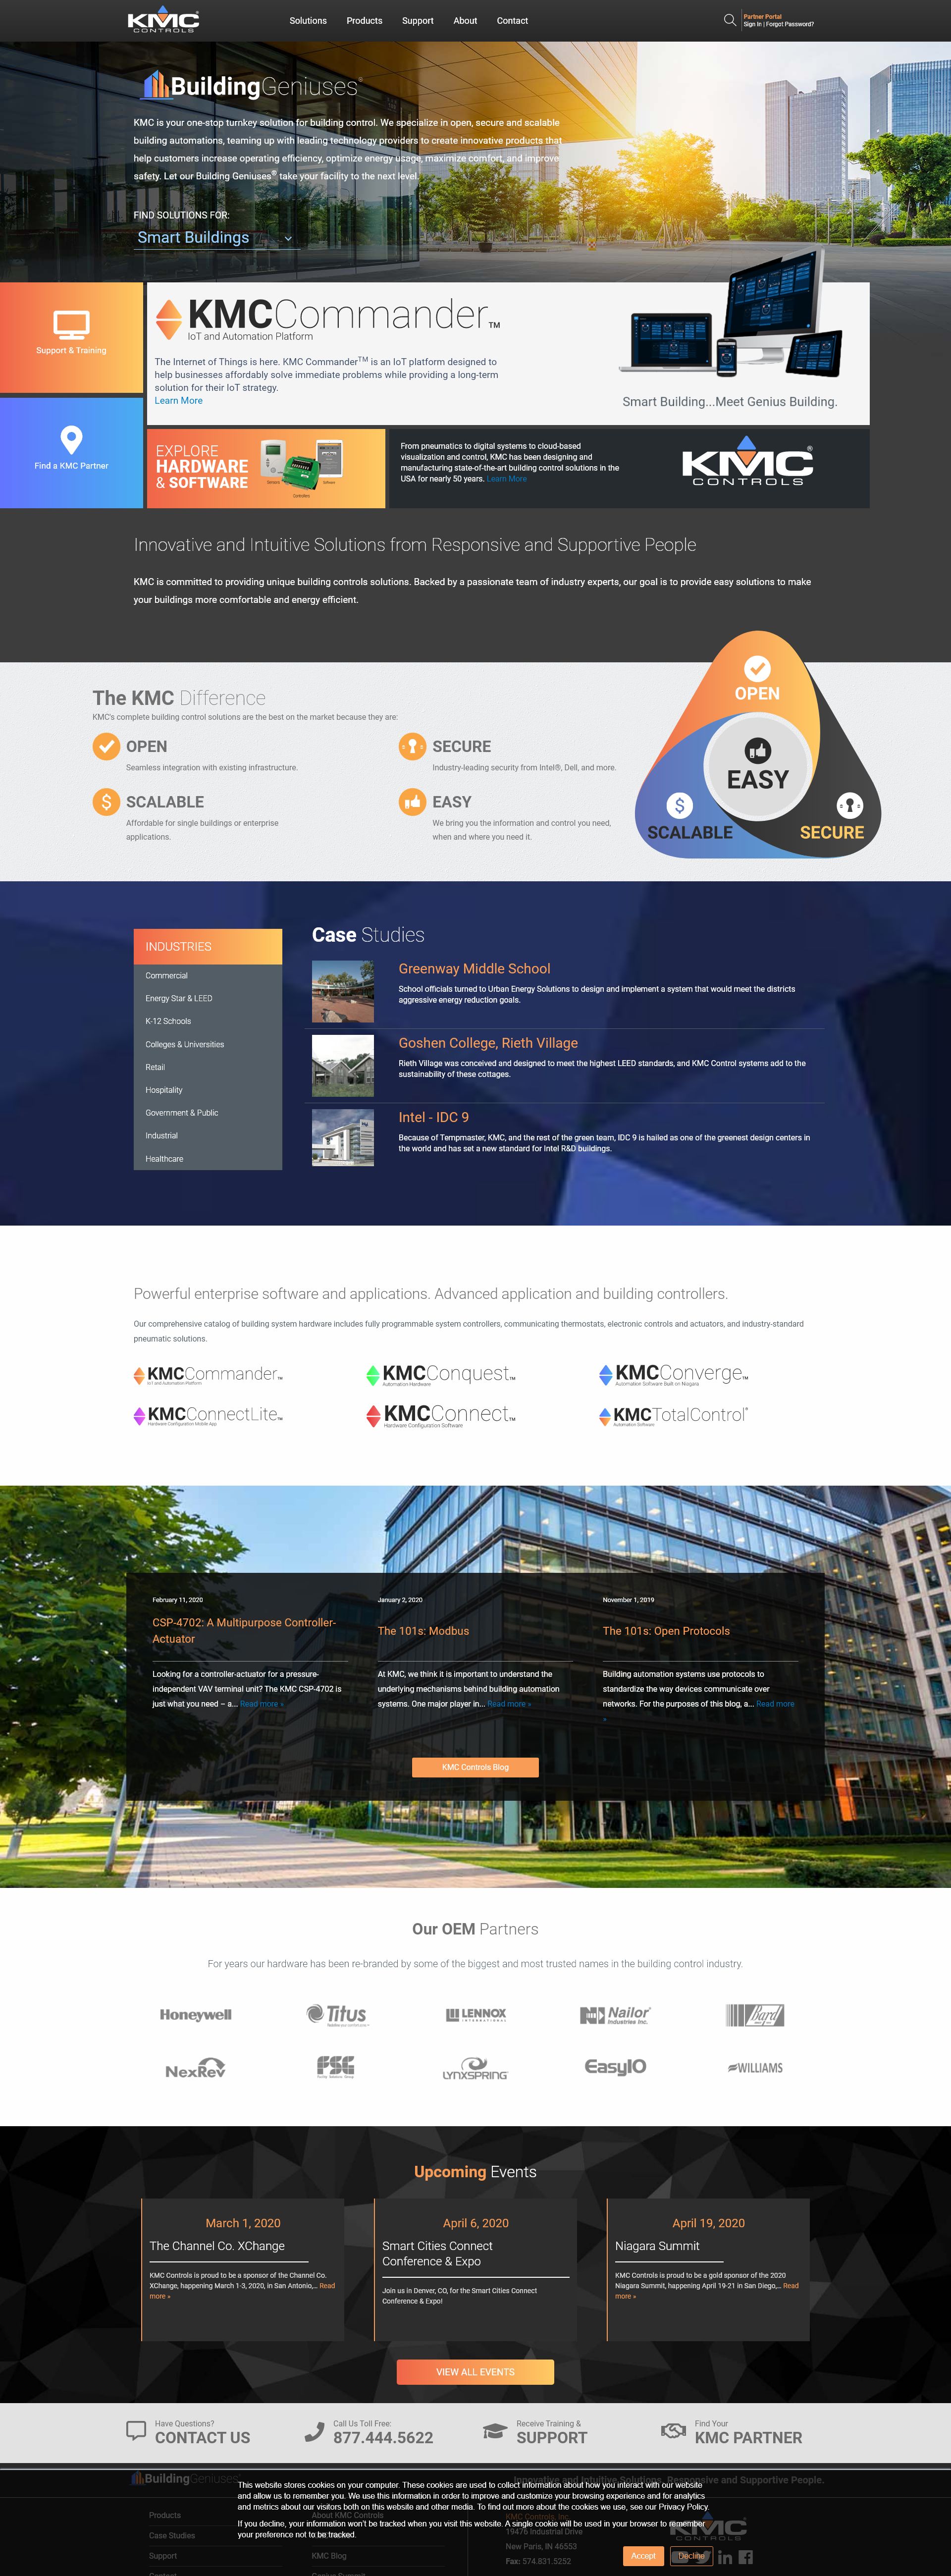 KMC
CONTROLS
Solutions
Products
Support
About
Contact
Partner Portal
Sign In | Forgot Password?
BuildingGeniuses®
KMC is your one-stop turnkey solution for building control. We specialize in open, secure and scalable
building automations, teaming up with leading technology providers to create innovative products that
help customers increase operating efficiency, optimize energy usage, maximize comfort, and improve
safety. Let our Building Geniuses® take your facility to the next level.
FIND SOLUTIONS FOR:
Smart Buildings
Support & Training
Find a KMC Partner
KMCCommander™
IoT and Automation Platform
The Internet of Things is here. KMC Commander™ is an IoT platform designed to
help businesses affordably solve immediate problems while providing a long-term
solution for their IoT strategy.
Learn More
Smart Building...Meet Genius Building.
EXPLORE
HARDWARE
& SOFTWARE
Sensors
Controllers
Software
From pneumatics to digital systems to cloud-based
visualization and control, KMC has been designing and
manufacturing state-of-the-art building control solutions in the
USA for nearly 50 years. Learn More
KMC®
CONTROLS
Innovative and Intuitive Solutions from Responsive and Supportive People
KMC is committed to providing unique building controls solutions. Backed by a passionate team of industry experts, our goal is to provide easy solutions to make
your buildings more comfortable and energy efficient.
The KMC Difference
KMC's complete building control solutions are the best on the market because they are:
OPEN
Seamless integration with existing infrastructure.
SECURE
Industry-leading security from Intel®, Dell, and more.
SCALABLE
Affordable for single buildings or enterprise
applications.
EASY
We bring you the information and control you need,
when and where you need it.
OPEN
EASY
SCALABLE
SECURE
INDUSTRIES
Commercial
Energy Star & LEED
K-12 Schools
Colleges & Universities
Retail
Hospitality
Government & Public
Industrial
Healthcare
Case Studies
Greenway Middle School
School officials turned to Urban Energy Solutions to design and implement a system that would meet the districts
aggressive energy reduction goals.
Goshen College, Rieth Village
Rieth Village was conceived and designed to meet the highest LEED standards, and KMC Control systems add to the
sustainability of these cottages.
Intel - IDC 9
Because of Tempmaster, KMC, and the rest of the green team, IDC 9 is hailed as one of the greenest design centers in
the world and has set a new standard for Intel R&D buildings.
Powerful enterprise software and applications. Advanced application and building controllers.
Our comprehensive catalog of building system hardware includes fully programmable system controllers, communicating thermostats, electronic controls and actuators, and industry-standard
pneumatic solutions.
KMCCommander™
IoT and Automation Platform
KMCConquest™
Automation Hardware
KMCConverge™
Automation Software Built on Niagara
KMCConnectLite™
Hardware Configuration Mobile App
KMCConnect™
Hardware Configuration Software
KMCTotalControl®
Automation Software
February 11, 2020
CSP-4702: A Multipurpose Controller-
Actuator
Looking for a controller-actuator for a pressure-
independent VAV terminal unit? The KMC CSP-4702 is
just what you need – a... Read more »
January 2, 2020
The 101s: Modbus
At KMC, we think it is important to understand the
underlying mechanisms behind building automation
systems. One major player in... Read more »
November 1, 2019
The 101s: Open Protocols
Building automation systems use protocols to
standardize the way devices communicate over
networks. For the purposes of this blog, a... Read more
»
KMC Controls Blog
Our OEM Partners
For years our hardware has been re-branded by some of the biggest and most trusted names in the building control industry.
Honeywell
Titus
LENNOX
INTERNATIONAL
Nailor
Industries Inc.
Bard
NexRev
FSG
Facility Solutions Group
LYNXSPRING
EasyIO
WILLIAMS
Upcoming Events
March 1, 2020
The Channel Co. XChange
KMC Controls is proud to be a sponsor of the Channel Co.
XChange, happening March 1-3, 2020, in San Antonio,... Read
more »
April 6, 2020
Smart Cities Connect
Conference & Expo
Join us in Denver, CO, for the Smart Cities Connect
Conference & Expo!
April 19, 2020
Niagara Summit
KMC Controls is proud to be a gold sponsor of the 2020
Niagara Summit, happening April 19-21 in San Diego,... Read
more »
VIEW ALL EVENTS
Have Questions?
CONTACT US
Call Us Toll Free:
877.444.5622
Receive Training &
SUPPORT
Find Your
KMC PARTNER
BuildingGeniuses
Innovative and Intuitive Solutions. Responsive and Supportive People.
This website stores cookies on your computer. These cookies are used to collect information about how you interact with our website
and allow us to remember you. We use this information in order to improve and customize your browsing experience and for analytics
and metrics about our visitors both on this website and other media. To find out more about the cookies we use, see our Privacy Policy.
If you decline, your information won't be tracked when you visit this website. A single cookie will be used in your browser to remember
your preference not to be tracked.
Accept
Decline
Products
Case Studies
Support
About KMC Controls
KMC Blog
KMC Controls, Inc.
19476 Industrial Drive
New Paris, IN 46553
Fax: 574.831.5252
CONTROLS